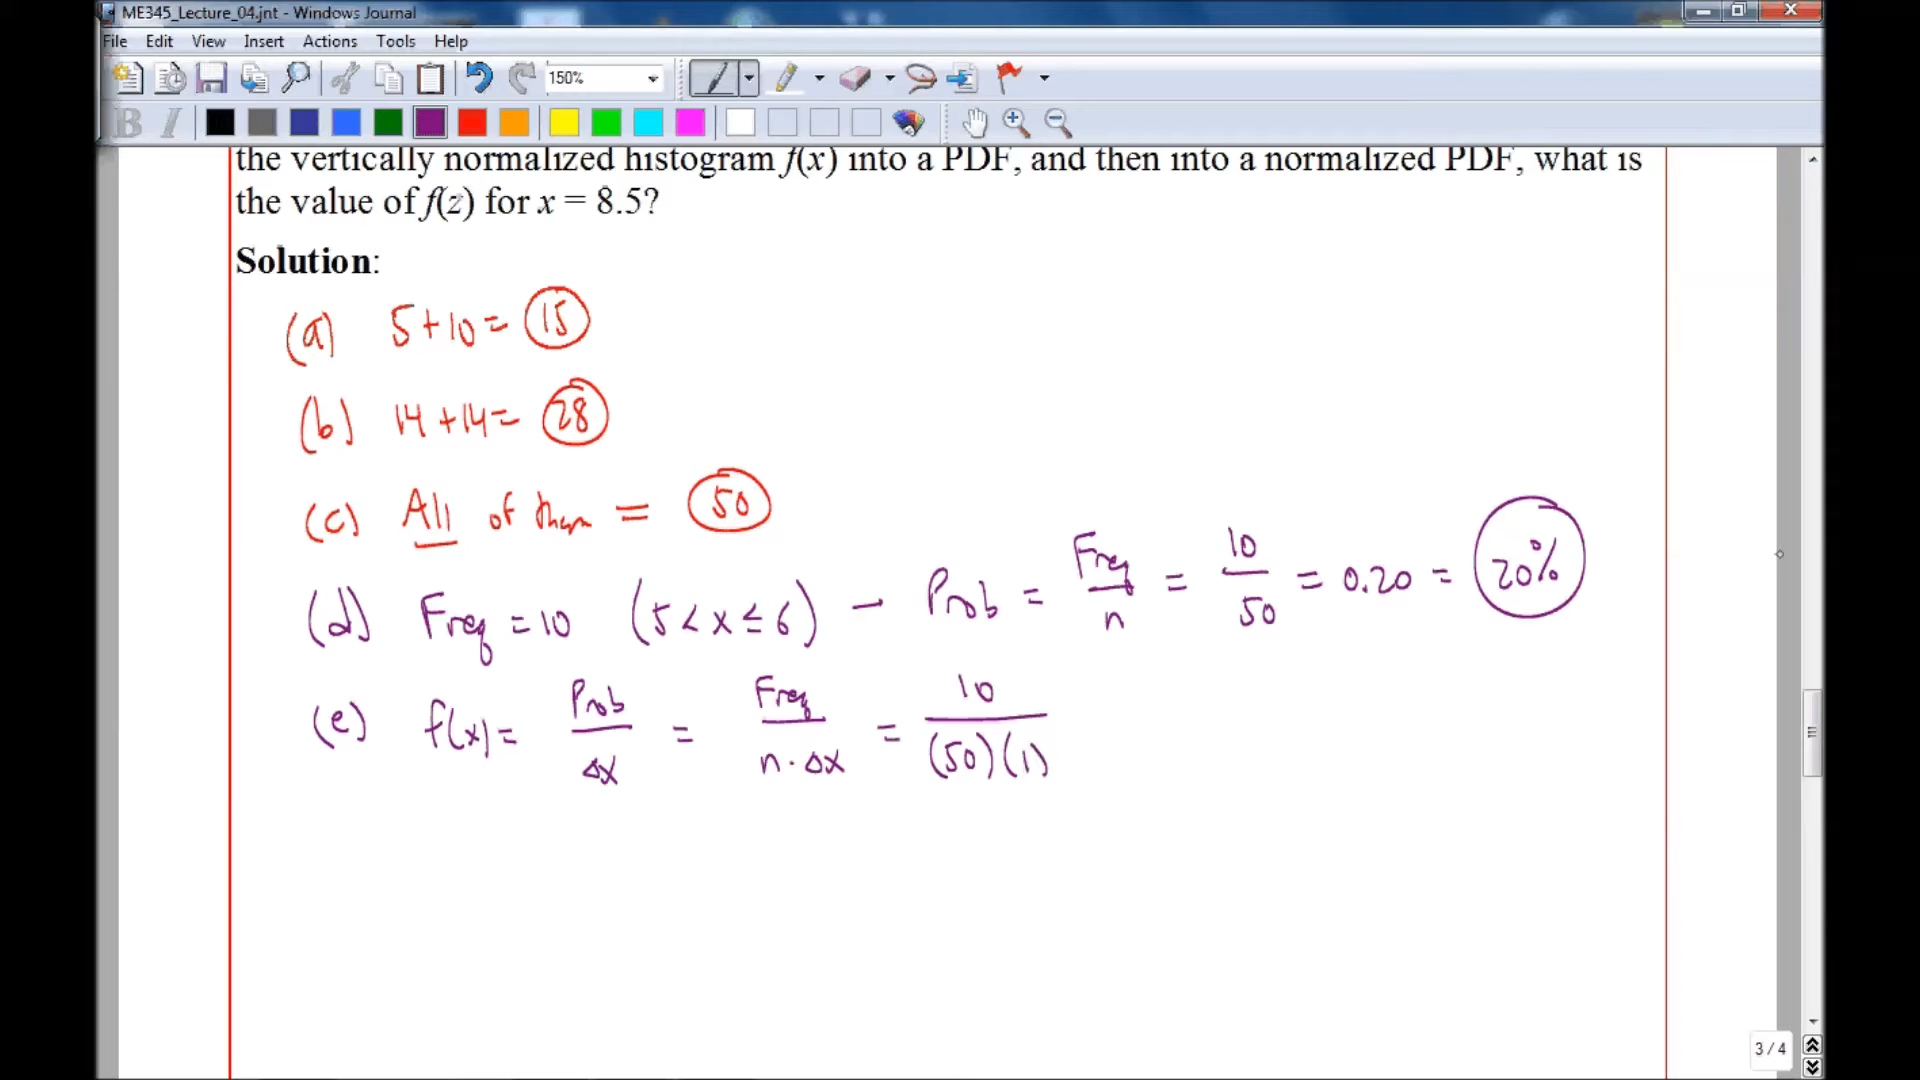 ME345_Lecture_04.jnt - Windows Journal
File Edit View Insert Actions Tools Help
150%
B I
the vertically normalized histogram f(x) into a PDF, and then into a normalized PDF, what is
the value of f(z) for x = 8.5?
Solution:
(a) 5+10= 15
(b) 14+14= 28
(c) All of them = 50
(d) Freq = 10 (5 < x ≤ 6) – Prob = Freq/n = 10/50 = 0.20 = 20%
(e) f(x) = Prob/Δx = Freq/n·Δx = 10/(50)(1)
3 / 4